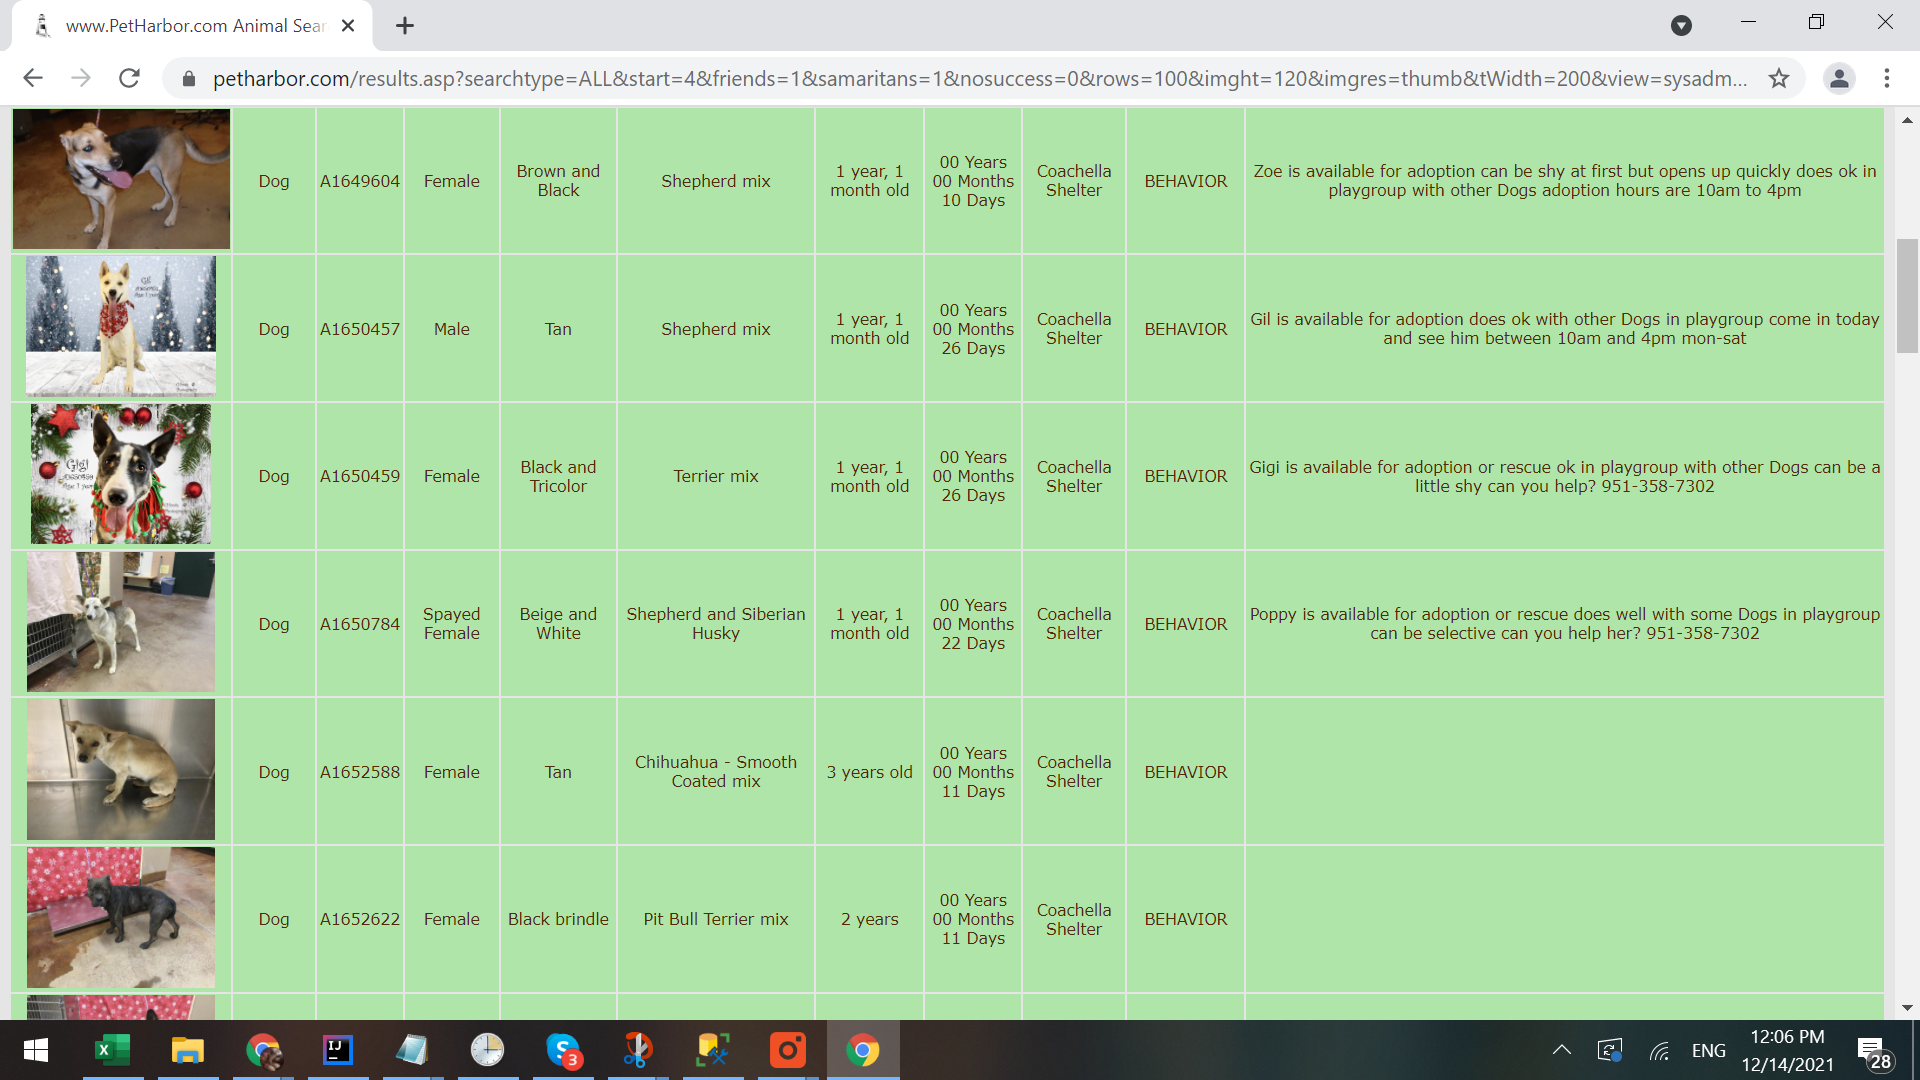 www.PetHarbor.com Animal Sear
petharbor.com/results.asp?searchtype=ALL&start=4&friends=1&samaritans=1&nosuccess=0&rows=100&imght=120&imgres=thumb&tWidth=200&view=sysadm...
Dog
A1649604
Female
Brown and
Black
Shepherd mix
1 year, 1
month old
00 Years
00 Months
10 Days
Coachella
Shelter
BEHAVIOR
Zoe is available for adoption can be shy at first but opens up quickly does ok in
playgroup with other Dogs adoption hours are 10am to 4pm
Gil
Dog
A1650457
Male
Tan
Shepherd mix
1 year, 1
month old
00 Years
00 Months
26 Days
Coachella
Shelter
BEHAVIOR
Gil is available for adoption does ok with other Dogs in playgroup come in today
and see him between 10am and 4pm mon-sat
Gigi
Dog
A1650459
Female
Black and
Tricolor
Terrier mix
1 year, 1
month old
00 Years
00 Months
26 Days
Coachella
Shelter
BEHAVIOR
Gigi is available for adoption or rescue ok in playgroup with other Dogs can be a
little shy can you help? 951-358-7302
Dog
A1650784
Spayed
Female
Beige and
White
Shepherd and Siberian
Husky
1 year, 1
month old
00 Years
00 Months
22 Days
Coachella
Shelter
BEHAVIOR
Poppy is available for adoption or rescue does well with some Dogs in playgroup
can be selective can you help her? 951-358-7302
Dog
A1652588
Female
Tan
Chihuahua - Smooth
Coated mix
3 years old
00 Years
00 Months
11 Days
Coachella
Shelter
BEHAVIOR
Dog
A1652622
Female
Black brindle
Pit Bull Terrier mix
2 years
00 Years
00 Months
11 Days
Coachella
Shelter
BEHAVIOR
X
IJ
S
3
ENG
12:06 PM
12/14/2021
28